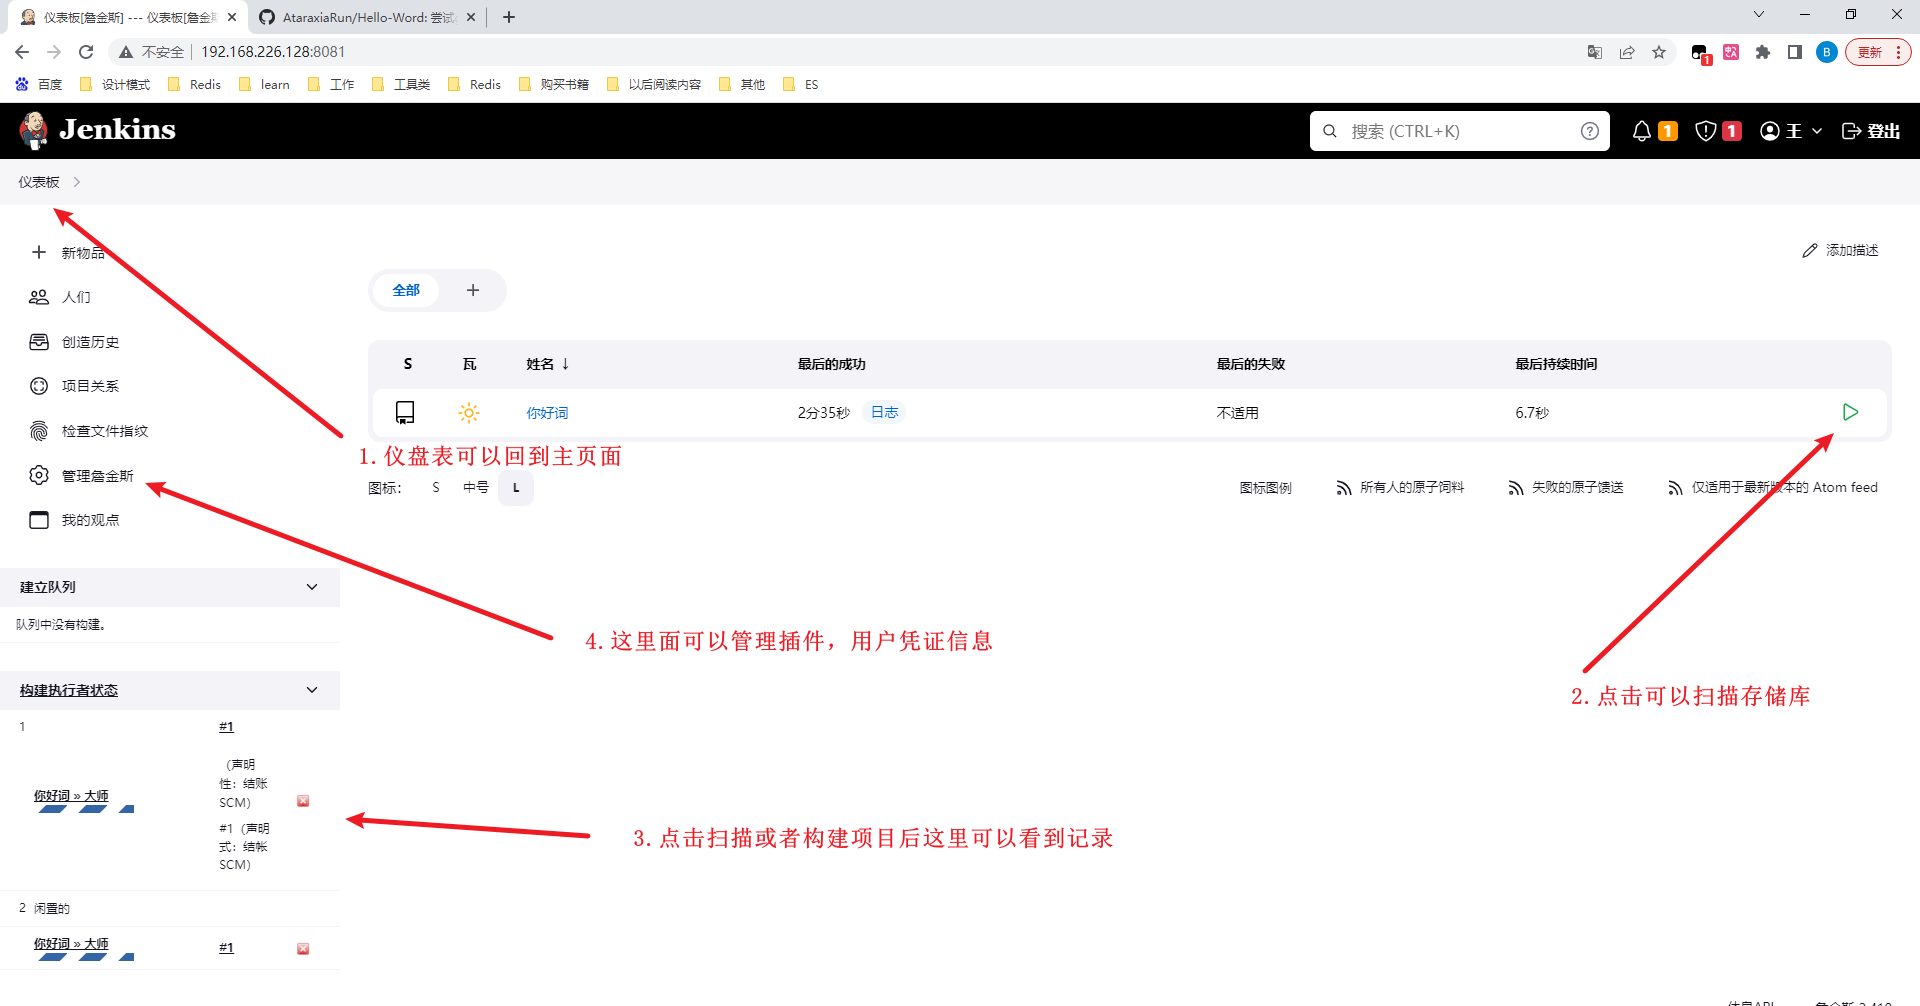 仪表板[詹金斯] --- 仪表板[詹金斯
AtaraxiaRun/Hello-Word: 尝试
不安全 192.168.226.128:8081
1
B
更新
百度 设计模式 Redis learn 工作 工具类 Redis 购买书籍 以后阅读内容 其他 ES
Jenkins
搜索 (CTRL+K)
1 1 王 登出
仪表板
新物品
添加描述
人们
全部
创造历史
S 瓦 姓名 ↓ 最后的成功 最后的失败 最后持续时间
项目关系
你好词 2分35秒 日志 不适用 6.7秒
检查文件指纹
1.仪盘表可以回到主页面
管理詹金斯
图标: S 中号 L 图标图例 所有人的原子饲料 失败的原子馈送 仅适用于最新版本的 Atom feed
我的观点
建立队列
队列中没有构建。
4.这里面可以管理插件，用户凭证信息
构建执行者状态
2.点击可以扫描存储库
1 #1
（声明
性：结账
SCM）
你好词 » 大师
#1（声明
式：结帐
SCM）
3.点击扫描或者构建项目后这里可以看到记录
2 闲置的
你好词 » 大师 #1